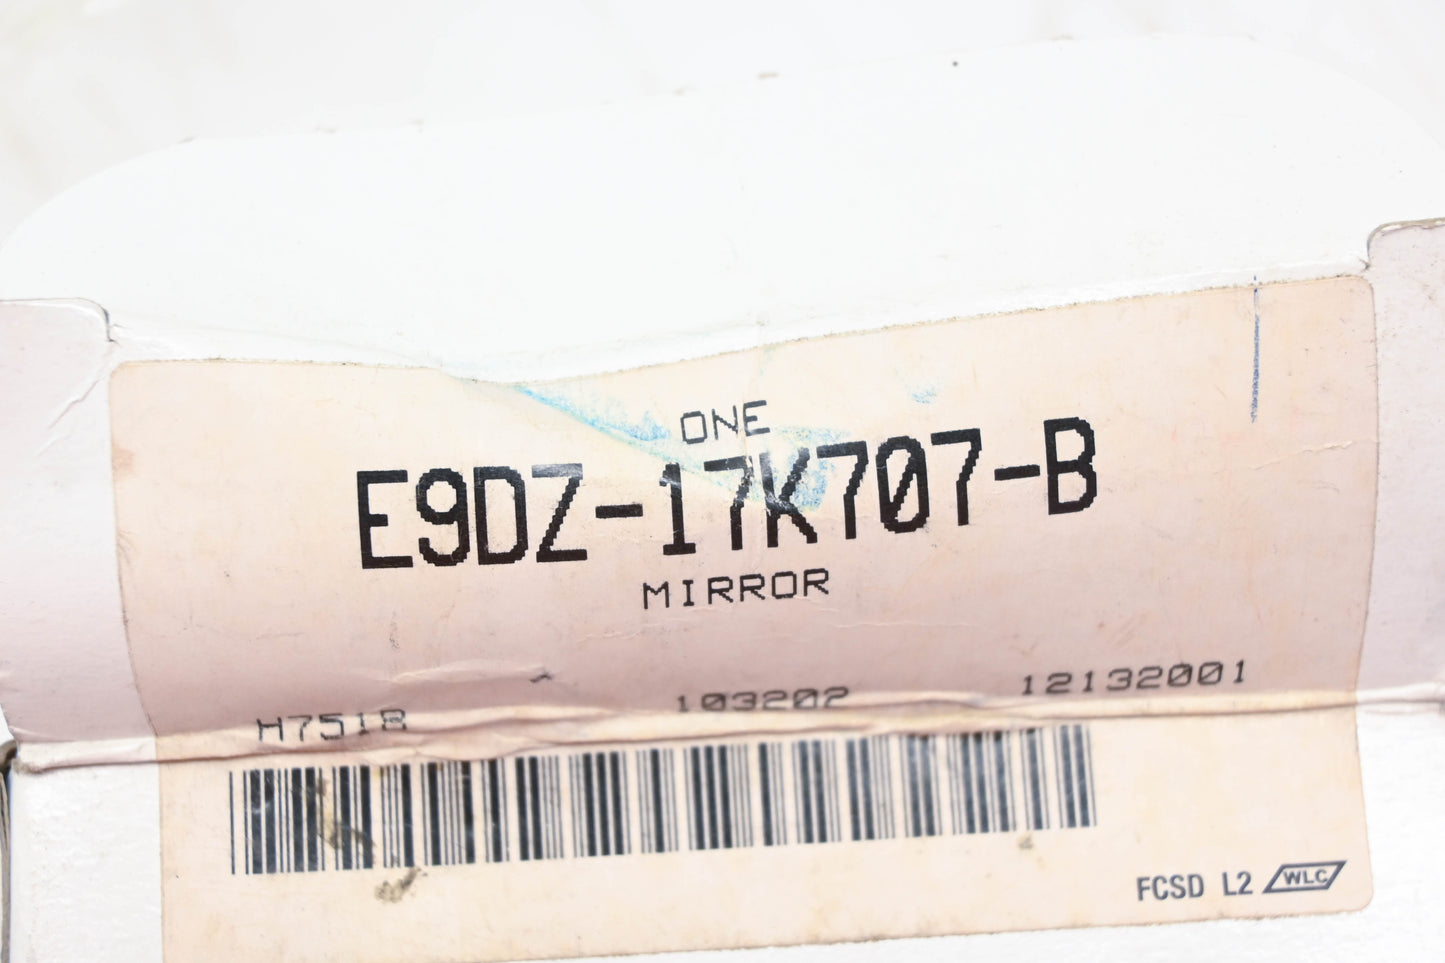 ONE
E9DZ-17K707-B
MIRROR
H7518 103202 12132001
FCSD L2 WLC